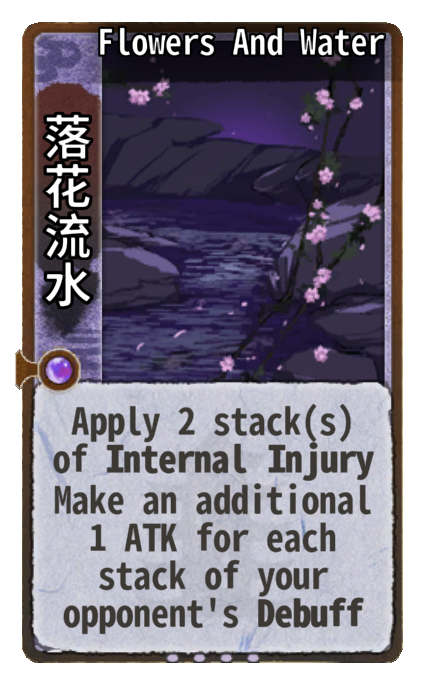 Flowers And Water
落花流水
Apply 2 stack(s)
of Internal Injury
Make an additional
1 ATK for each
stack of your
opponent's Debuff